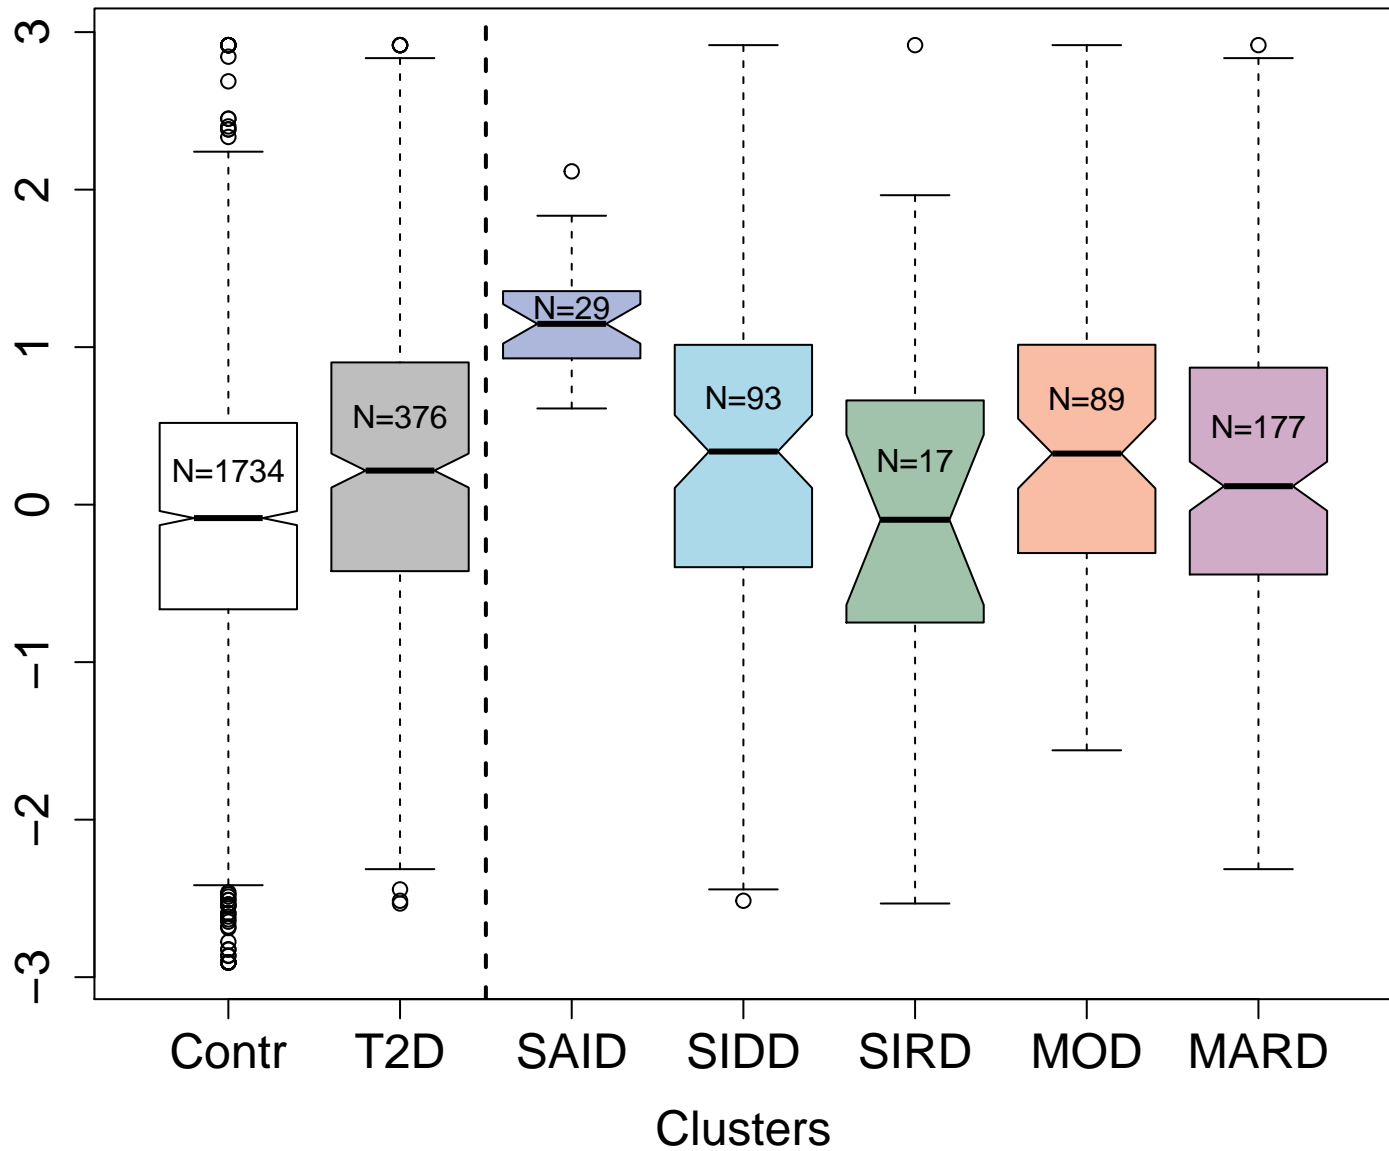 3
2
1
0
−1
−2
−3
N=1734
N=376
N=29
N=93
N=17
N=89
N=177
Contr T2D SAID SIDD SIRD MOD MARD
Clusters